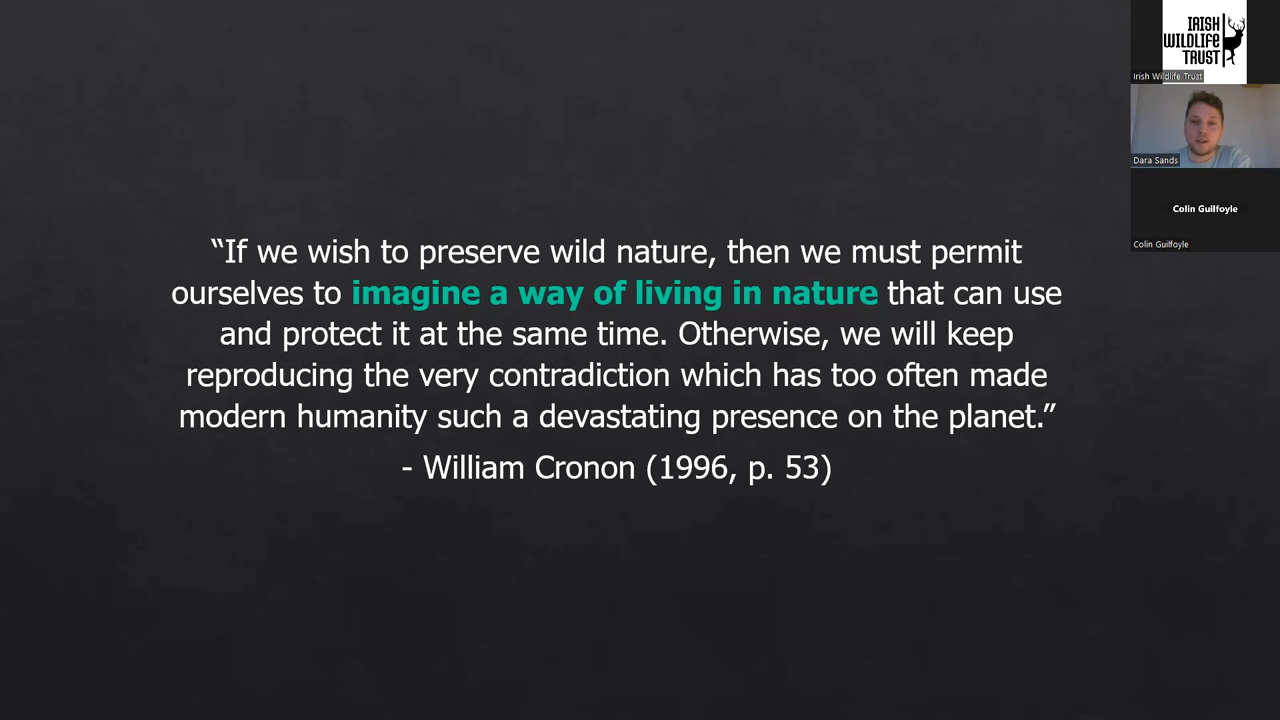 “If we wish to preserve wild nature, then we must permit
ourselves to imagine a way of living in nature that can use
and protect it at the same time. Otherwise, we will keep
reproducing the very contradiction which has too often made
modern humanity such a devastating presence on the planet.”
- William Cronon (1996, p. 53)
IRISH
WILDLIFE
TRUST
Irish Wildlife Trust
Dara Sands
Colin Guilfoyle
Colin Guilfoyle